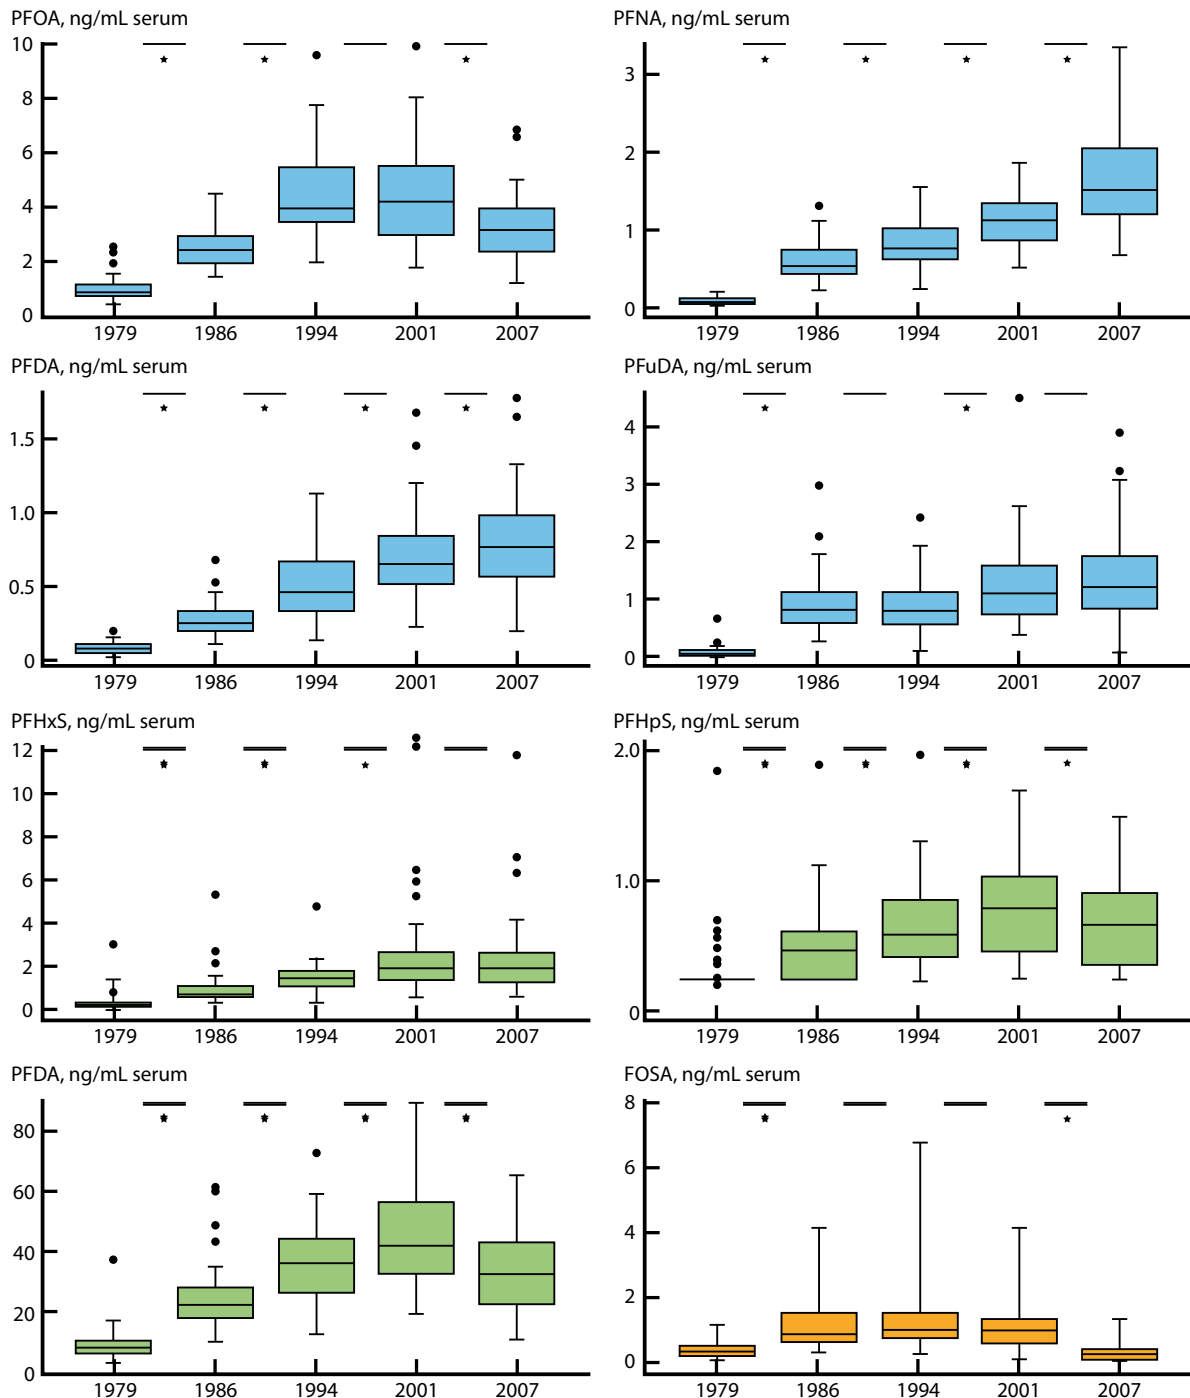 PFOA, ng/mL serum
10
8
6
4
2
0
1979 1986 1994 2001 2007
PFNA, ng/mL serum
3
2
1
0
1979 1986 1994 2001 2007
PFDA, ng/mL serum
1.5
1.0
0.5
0
1979 1986 1994 2001 2007
PFuDA, ng/mL serum
4
3
2
1
0
1979 1986 1994 2001 2007
PFHxS, ng/mL serum
12
10
8
6
4
2
0
1979 1986 1994 2001 2007
PFHpS, ng/mL serum
2.0
1.0
0
1979 1986 1994 2001 2007
PFDA, ng/mL serum
80
60
40
20
0
1979 1986 1994 2001 2007
FOSA, ng/mL serum
8
6
4
2
0
1979 1986 1994 2001 2007